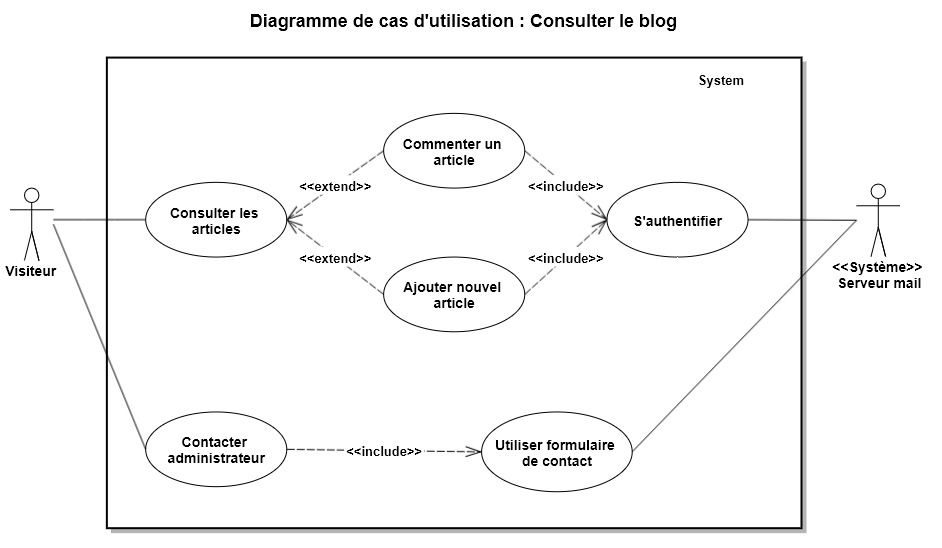 Diagramme de cas d'utilisation : Consulter le blog
System
Commenter un
article
<<extend>>
<<include>>
Consulter les
articles
S'authentifier
Visiteur
<<Système>>
Serveur mail
<<extend>>
<<include>>
Ajouter nouvel
article
Contacter
administrateur
<<include>>
Utiliser formulaire
de contact